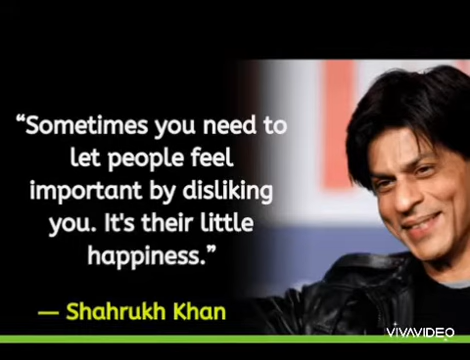 “Sometimes you need to
let people feel
important by disliking
you. It's their little
happiness.”
— Shahrukh Khan
VIVAVIDEO